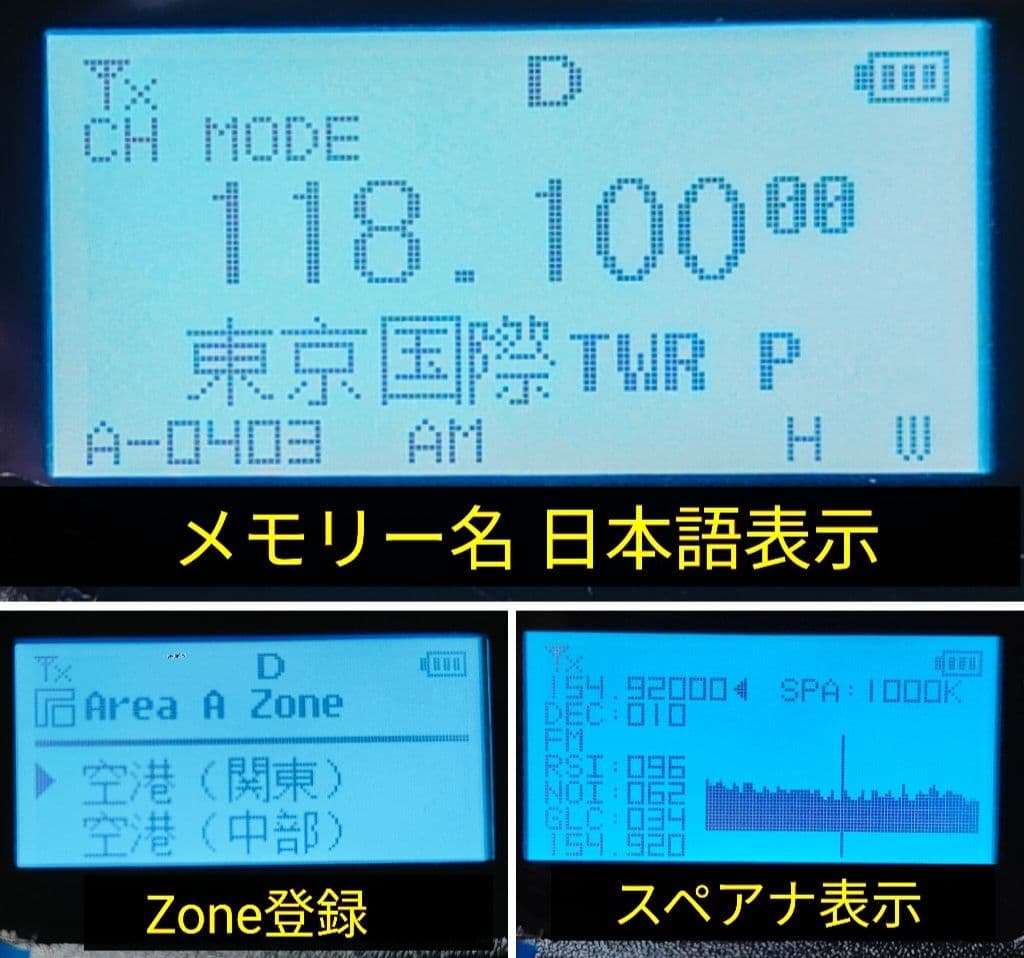 Tx D
CH MODE
118.10000
東京国際TWR P
A-0403 AM H W
メモリー名 日本語表示
Tx D
Area A Zone
空港（関東）
空港（中部）
Zone登録
Tx
154.92000 SPA:1000K
DEC:010
FM
RSI:096
NOI:062
GLC:034
154.920
スペアナ表示